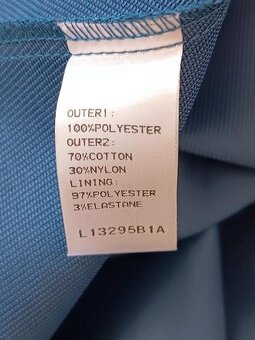 OUTER1:
100%POLYESTER
OUTER2:
70%COTTON
30%NYLON
LINING:
97%POLYESTER
3%ELASTANE
L13295B1A